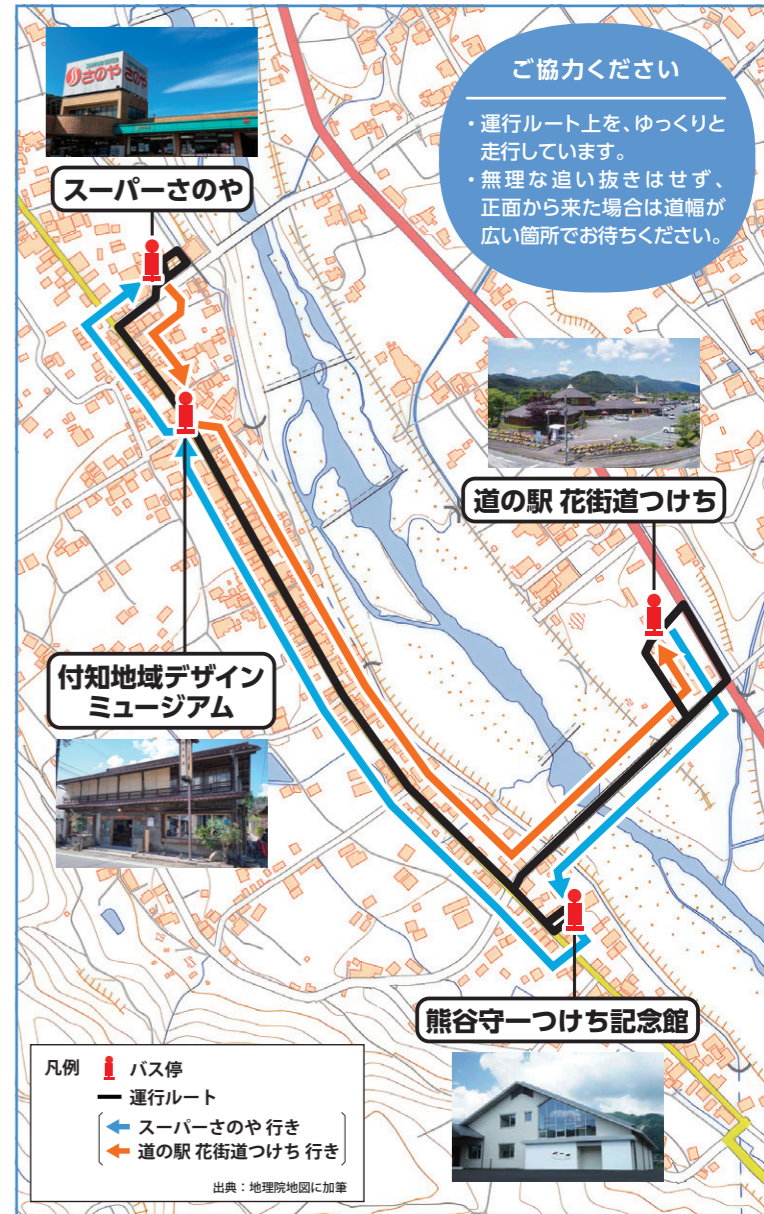 さのや
さのや
ご協力ください
・運行ルート上を、ゆっくりと
走行しています。
・無理な追い抜きはせず、
正面から来た場合は道幅が
広い箇所でお待ちください。
スーパーさのや
道の駅 花街道つけち
付知地域デザイン
ミュージアム
熊谷守一つけち記念館
凡例
バス停
運行ルート
スーパーさのや 行き
道の駅 花街道つけち 行き
出典：地理院地図に加筆